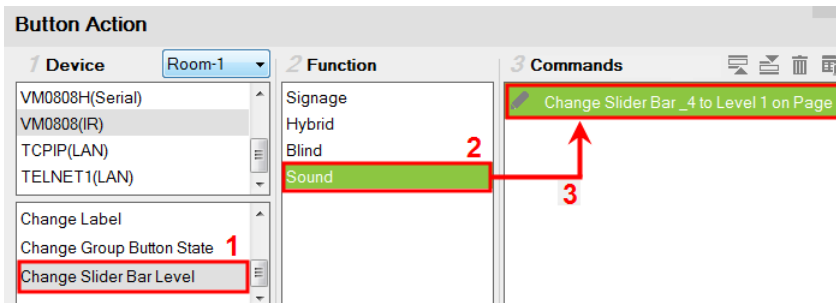 Button Action
1 Device
Room-1
2 Function
3 Commands
VM0808H(Serial)
VM0808(IR)
TCPIP(LAN)
TELNET1(LAN)
Change Label
Change Group Button State
1
Change Slider Bar Level
Signage
Hybrid
Blind
2
Sound
Change Slider Bar _4 to Level 1 on Page
3